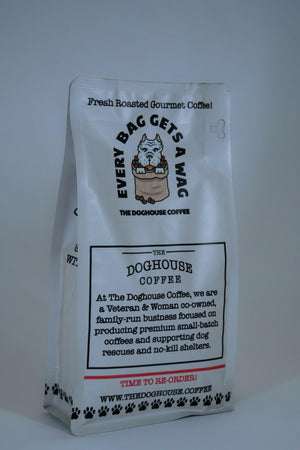 Fresh Roasted Gourmet Coffee!
EVERY BAG GETS A WAG
THE DOGHOUSE COFFEE
THE
DOGHOUSE
COFFEE
At The Doghouse Coffee, we are
a Veteran & Woman co-owned,
family-run business focused on
producing premium small-batch
coffees and supporting dog
rescues and no-kill shelters.
TIME TO RE-ORDER!
WWW.THEDOGHOUSE.COFFEE